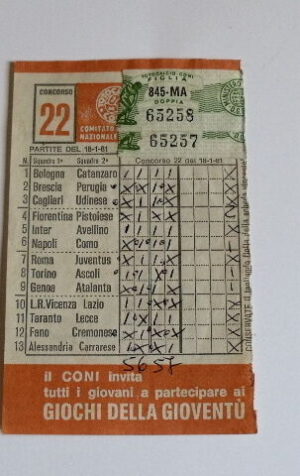 CONCORSO
22
COMITATO
NAZIONALE
PARTITE DEL 18-1-81
FIGLIA
845-MA
DOPPIA
63258
65257
N. Squadra 1ª Squadra 2ª Concorso 22 del 18-1-81
1 Bologna Catanzaro
2 Brescia Perugia
3 Cagliari Udinese
4 Fiorentina Pistoiese
5 Inter Avellino
6 Napoli Como
7 Roma Juventus
8 Torino Ascoli
9 Genoa Atalanta
10 L.R.Vicenza Lazio
11 Taranto Lecce
12 Fano Cremonese
13 Alessandria Carrarese
5657
il CONI invita
tutti i giovani a partecipare ai
GIOCHI DELLA GIOVENTÙ